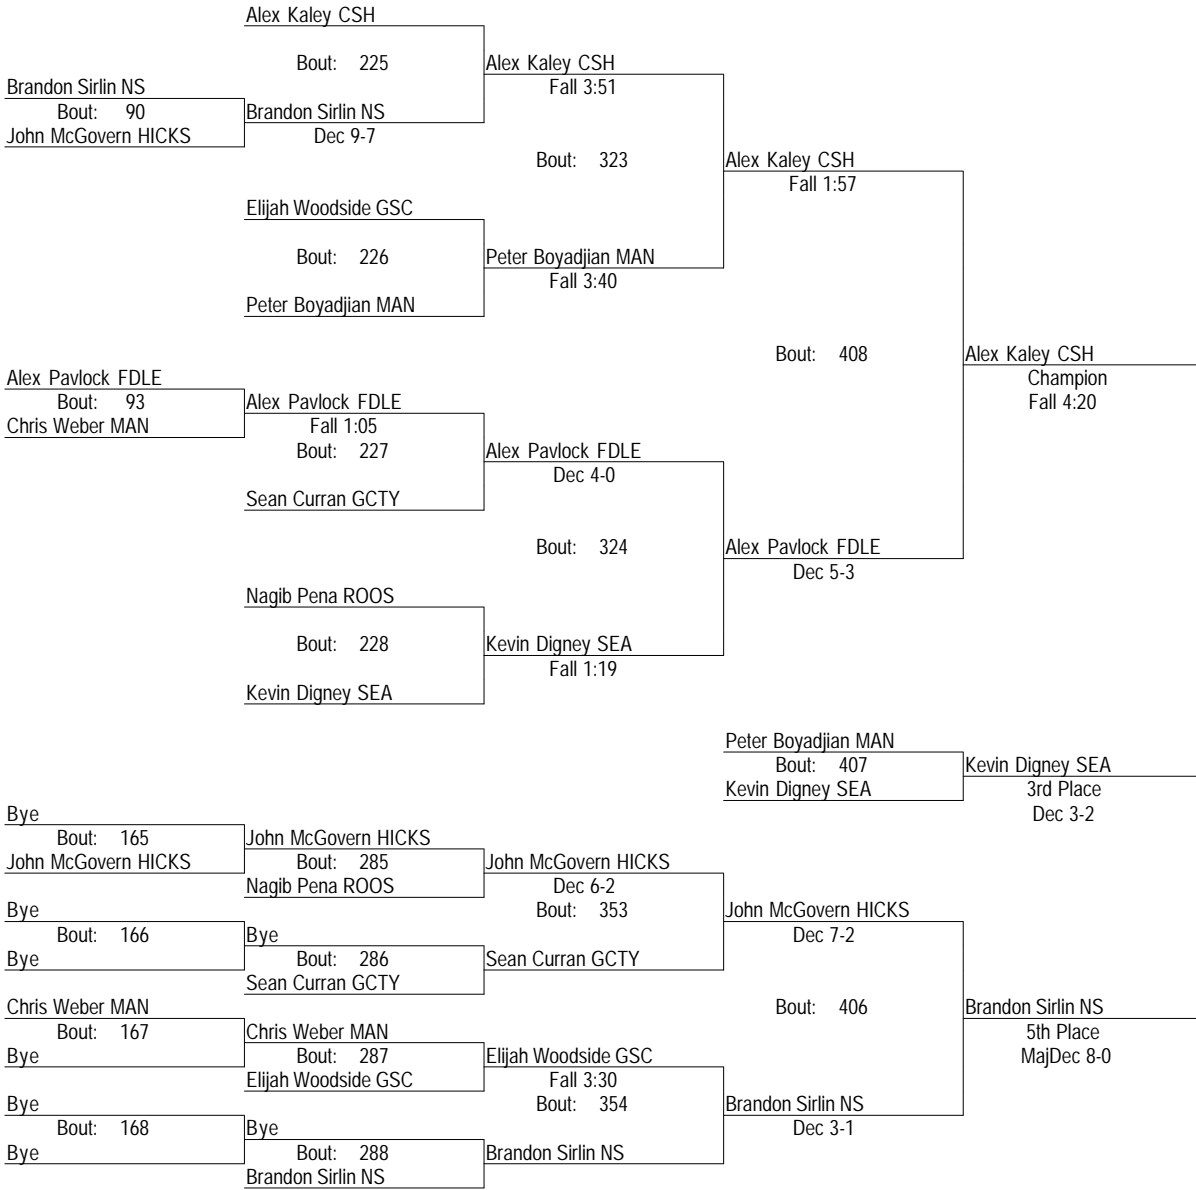 Alex Kaley CSH
Bout: 225
Alex Kaley CSH
Fall 3:51
Brandon Sirlin NS
Bout: 90
Brandon Sirlin NS
John McGovern HICKS
Dec 9-7
Bout: 323
Alex Kaley CSH
Fall 1:57
Elijah Woodside GSC
Bout: 226
Peter Boyadjian MAN
Fall 3:40
Peter Boyadjian MAN
Bout: 408
Alex Kaley CSH
Champion
Fall 4:20
Alex Pavlock FDLE
Bout: 93
Alex Pavlock FDLE
Chris Weber MAN
Fall 1:05
Bout: 227
Alex Pavlock FDLE
Dec 4-0
Sean Curran GCTY
Bout: 324
Alex Pavlock FDLE
Dec 5-3
Nagib Pena ROOS
Bout: 228
Kevin Digney SEA
Fall 1:19
Kevin Digney SEA
Peter Boyadjian MAN
Bout: 407
Kevin Digney SEA
Kevin Digney SEA
3rd Place
Dec 3-2
Bye
Bout: 165
John McGovern HICKS
John McGovern HICKS
Bout: 285
John McGovern HICKS
Nagib Pena ROOS
Dec 6-2
Bye
Bout: 353
John McGovern HICKS
Bout: 166
Bye
Dec 7-2
Bye
Bout: 286
Sean Curran GCTY
Sean Curran GCTY
Chris Weber MAN
Bout: 406
Brandon Sirlin NS
Bout: 167
Chris Weber MAN
5th Place
Bye
Bout: 287
Elijah Woodside GSC
MajDec 8-0
Elijah Woodside GSC
Fall 3:30
Bye
Bout: 354
Brandon Sirlin NS
Bout: 168
Bye
Dec 3-1
Bye
Bout: 288
Brandon Sirlin NS
Brandon Sirlin NS